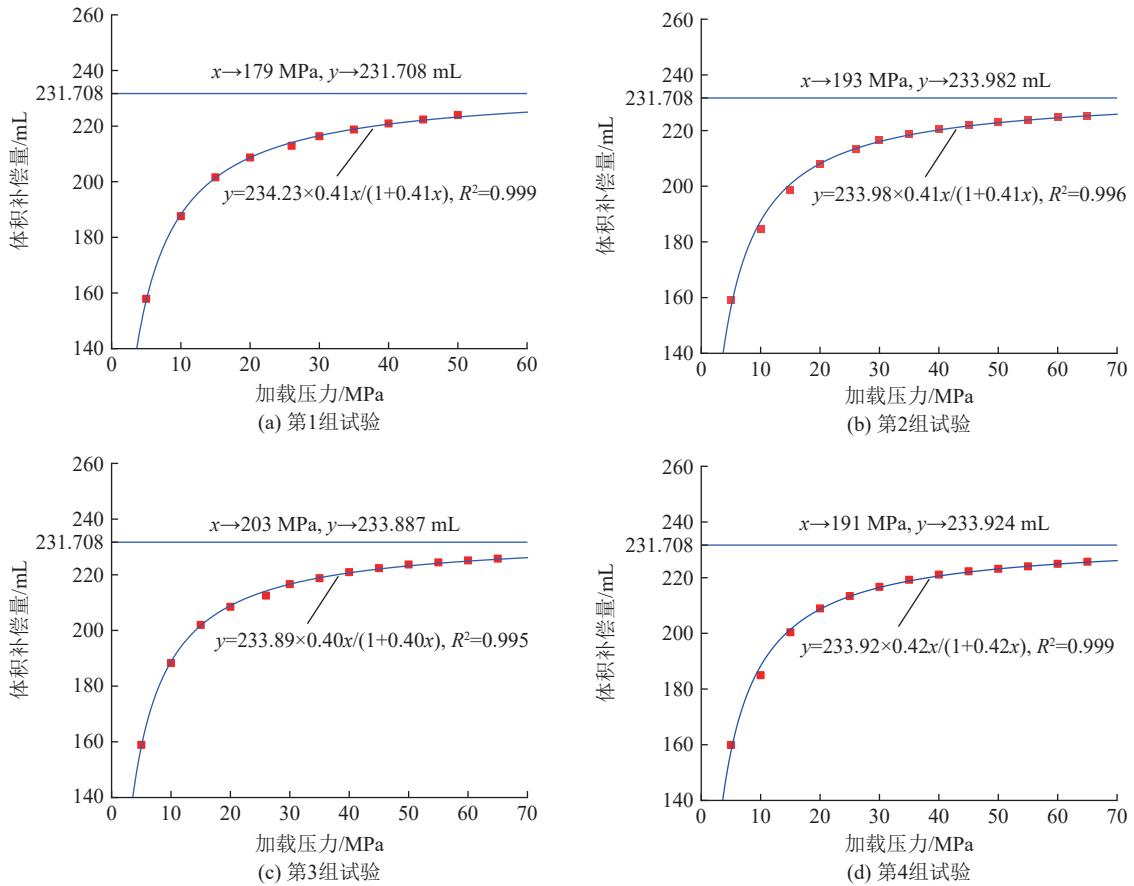 260
240
231.708
220
200
180
160
140
体积补偿量/mL
x→179 MPa, y→231.708 mL
y=234.23×0.41x/(1+0.41x), R²=0.999
0 10 20 30 40 50 60
加载压力/MPa
(a) 第1组试验
260
240
231.708
220
200
180
160
140
体积补偿量/mL
x→193 MPa, y→233.982 mL
y=233.98×0.41x/(1+0.41x), R²=0.996
0 10 20 30 40 50 60 70
加载压力/MPa
(b) 第2组试验
260
240
231.708
220
200
180
160
140
体积补偿量/mL
x→203 MPa, y→233.887 mL
y=233.89×0.40x/(1+0.40x), R²=0.995
0 10 20 30 40 50 60 70
加载压力/MPa
(c) 第3组试验
260
240
231.708
220
200
180
160
140
体积补偿量/mL
x→191 MPa, y→233.924 mL
y=233.92×0.42x/(1+0.42x), R²=0.999
0 10 20 30 40 50 60 70
加载压力/MPa
(d) 第4组试验